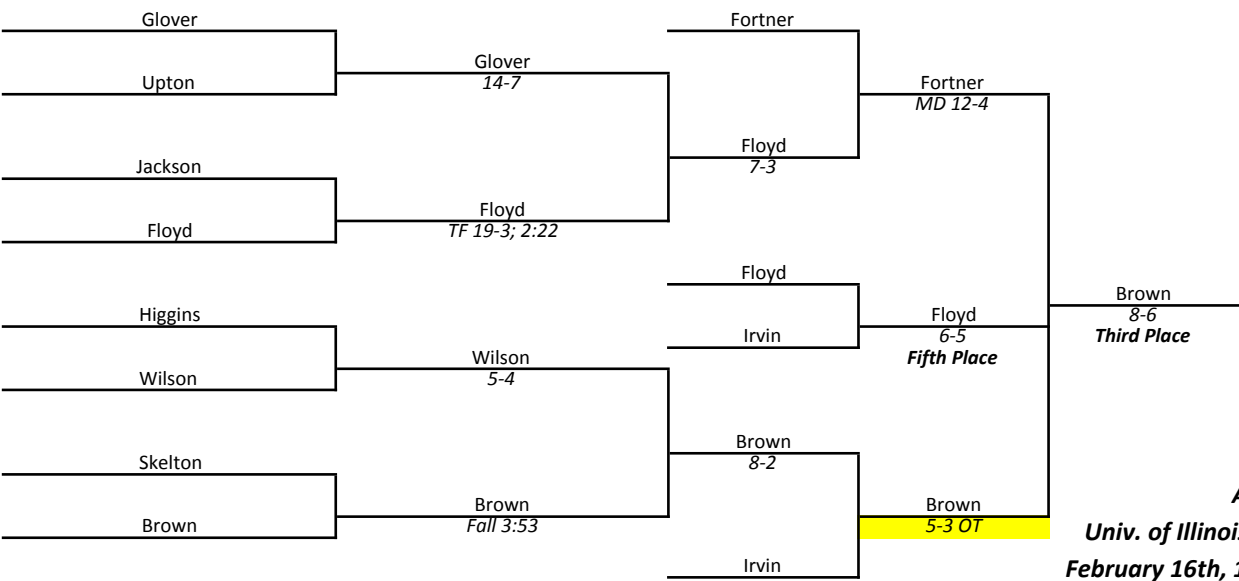 Glover
Fortner
Glover
14-7
Upton
Fortner
MD 12-4
Floyd
7-3
Jackson
Floyd
TF 19-3; 2:22
Floyd
Floyd
Brown
8-6
Third Place
Higgins
Floyd
6-5
Fifth Place
Irvin
Wilson
5-4
Wilson
Brown
8-2
Skelton
Brown
Fall 3:53
Brown
5-3 OT
Brown
Irvin
A
Univ. of Illinois
February 16th, 1